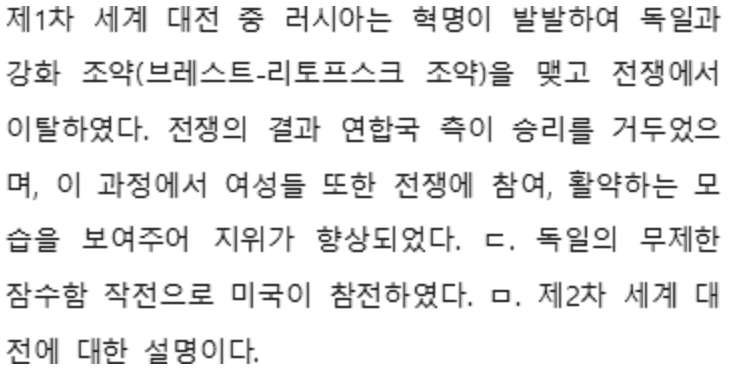 제1차 세계 대전 중 러시아는 혁명이 발발하여 독일과
강화 조약(브레스트-리토프스크 조약)을 맺고 전쟁에서
이탈하였다. 전쟁의 결과 연합국 측이 승리를 거두었으
며, 이 과정에서 여성들 또한 전쟁에 참여, 활약하는 모
습을 보여주어 지위가 향상되었다. ㄷ. 독일의 무제한
잠수함 작전으로 미국이 참전하였다. ㅁ. 제2차 세계 대
전에 대한 설명이다.